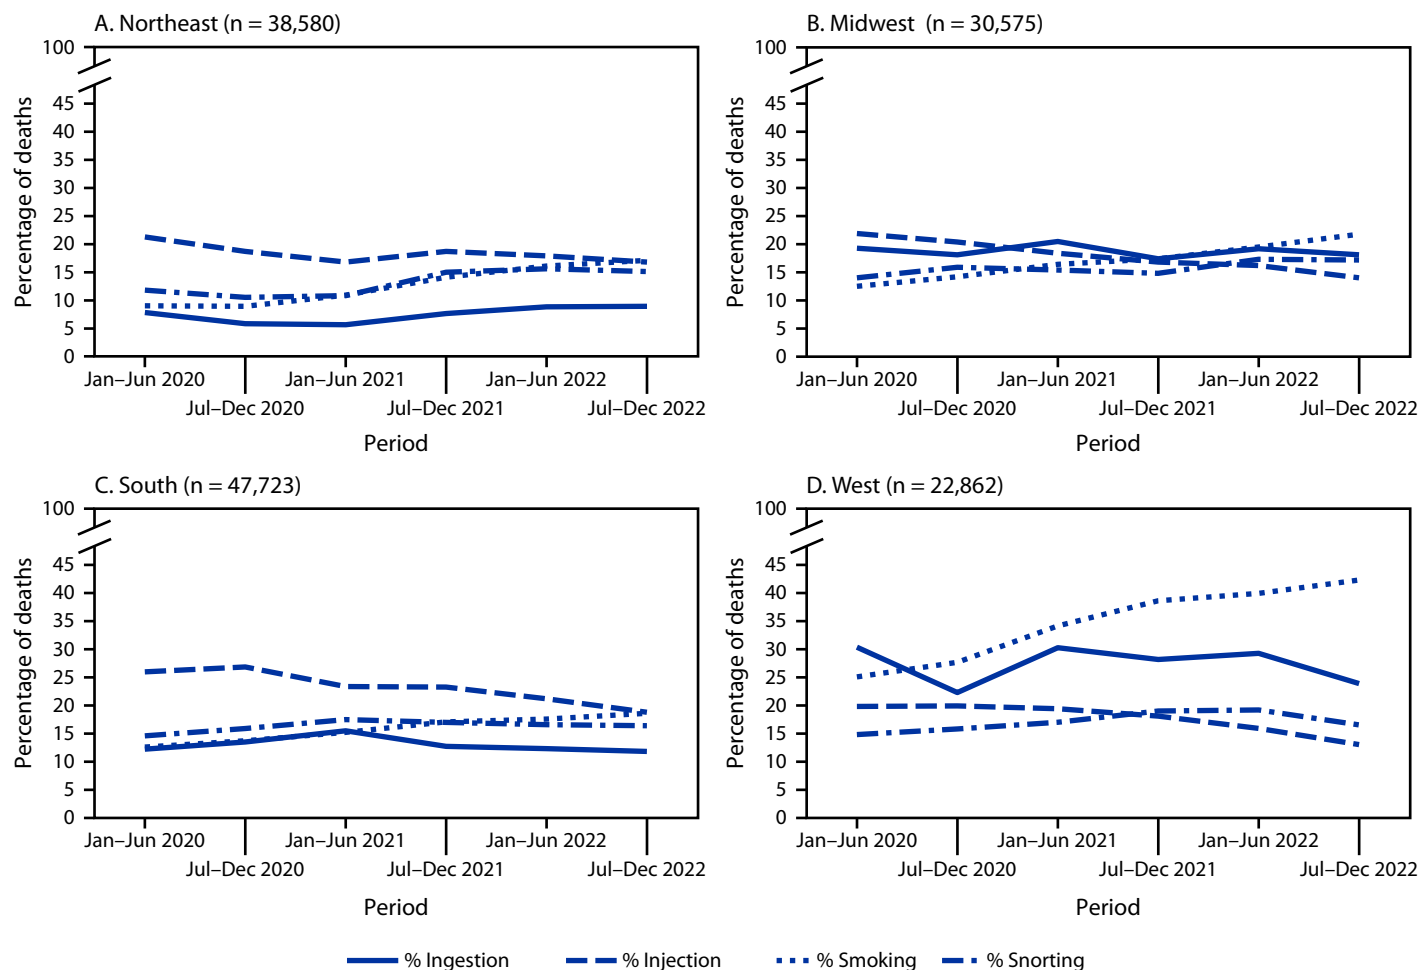 A. Northeast (n = 38,580)
Percentage of deaths
100
45
40
35
30
25
20
15
10
5
0
Jan–Jun 2020
Jul–Dec 2020
Jan–Jun 2021
Jul–Dec 2021
Jan–Jun 2022
Jul–Dec 2022
Period
B. Midwest (n = 30,575)
Percentage of deaths
100
45
40
35
30
25
20
15
10
5
0
Jan–Jun 2020
Jul–Dec 2020
Jan–Jun 2021
Jul–Dec 2021
Jan–Jun 2022
Jul–Dec 2022
Period
C. South (n = 47,723)
Percentage of deaths
100
45
40
35
30
25
20
15
10
5
0
Jan–Jun 2020
Jul–Dec 2020
Jan–Jun 2021
Jul–Dec 2021
Jan–Jun 2022
Jul–Dec 2022
Period
D. West (n = 22,862)
Percentage of deaths
100
45
40
35
30
25
20
15
10
5
0
Jan–Jun 2020
Jul–Dec 2020
Jan–Jun 2021
Jul–Dec 2021
Jan–Jun 2022
Jul–Dec 2022
Period
% Ingestion
% Injection
% Smoking
% Snorting